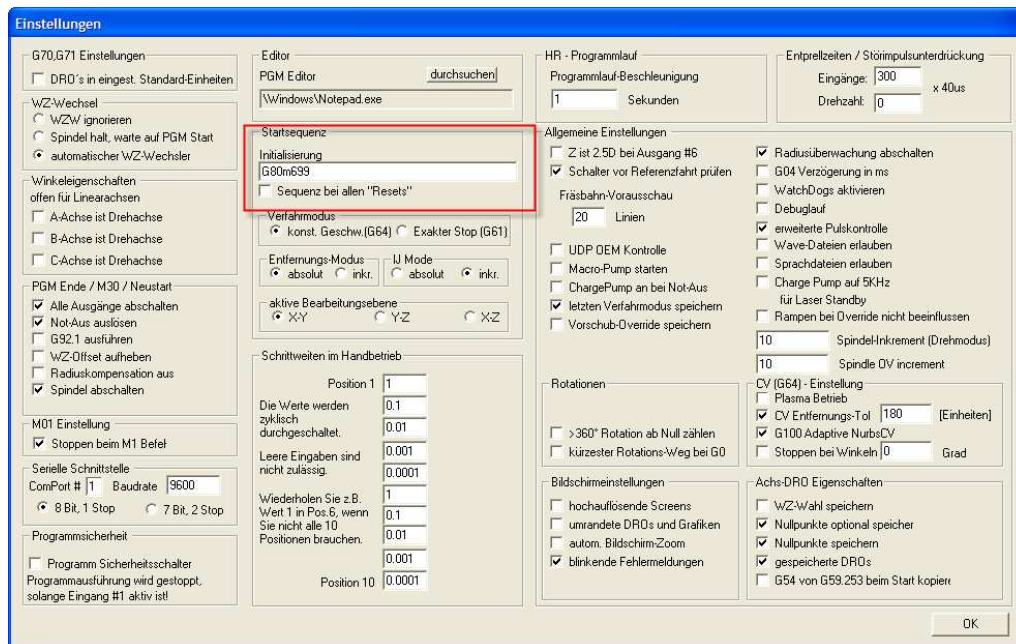 Einstellungen
G70,G71 Einstellungen
DRO´s in eingest. Standard-Einheiten
WZ-Wechsel
WZW ignorieren
Spindel halt, warte auf PGM Start
automatischer WZ-Wechsler
Winkeleigenschaften
offen für Linearachsen
A-Achse ist Drehachse
B-Achse ist Drehachse
C-Achse ist Drehachse
PGM Ende / M30 / Neustart
Alle Ausgänge abschalten
Not-Aus auslösen
G92.1 ausführen
WZ-Offset aufheben
Radiuskompensation aus
Spindel abschalten
M01 Einstellung
Stoppen beim M1 Befel
Serielle Schnittstelle
ComPort # 1 Baudrate 9600
8 Bit, 1 Stop 7 Bit, 2 Stop
Programmsicherheit
Programm Sicherheitsschalter
Programmausführung wird gestoppt,
solange Eingang #1 aktiv ist!
Editor
PGM Editor durchsuchen
\Windows\Notepad.exe
Startsequenz
Initialisierung
G80m699
Sequenz bei allen "Resets"
Verfahrmodus
konst. Geschw.(G64) Exakter Stop (G61)
Entfernungs-Modus IJ Mode
absolut inkr. absolut inkr.
aktive Bearbeitungsebene
X-Y Y-Z X-Z
Schrittweiten im Handbetrieb
Position 1 1
Die Werte werden 0.1
zyklisch
durchgeschaltet. 0.01
Leere Eingaben sind 0.001
nicht zulässig. 0.0001
Wiederholen Sie z.B. 1
Wert 1 in Pos.6, wenn 0.1
Sie nicht alle 10
Positionen brauchen. 0.01
0.001
Position 10 0.0001
HR - Programmlauf
Programmlauf-Beschleunigung
1 Sekunden
Entprellzeiten / Störimpulsunterdrückung
Eingänge: 300
x 40us
Drehzahl: 0
Allgemeine Einstellungen
Z ist 2.5D bei Ausgang #6
Schalter vor Referenzfahrt prüfen
Fräsbahn-Vorausschau
20 Linien
UDP OEM Kontrolle
Macro-Pump starten
ChargePump an bei Not-Aus
letzten Verfahrmodus speichern
Vorschub-Override speichern
Radiusüberwachung abschalten
G04 Verzögerung in ms
WatchDogs aktivieren
Debuglauf
erweiterte Pulskontrolle
Wave-Dateien erlauben
Sprachdateien erlauben
Charge Pump auf 5KHz
für Laser Standby
Rampen bei Override nicht beeinflussen
10 Spindel-Inkrement (Drehmodus)
10 Spindle OV increment
Rotationen
>360° Rotation ab Null zählen
kürzester Rotations-Weg bei G0
CV (G64) - Einstellung
Plasma Betrieb
CV Entfernungs-Tol 180 [Einheiten]
G100 Adaptive NurbsCV
Stoppen bei Winkeln 0 Grad
Bildschirmeinstellungen
hochauflösende Screens
umrandete DROs und Grafiken
autom. Bildschirm-Zoom
blinkende Fehlermeldungen
Achs-DRO Eigenschaften
WZ-Wahl speichern
Nullpunkte optional speicher
Nullpunkte speichern
gespeicherte DROs
G54 von G59.253 beim Start kopiere
OK